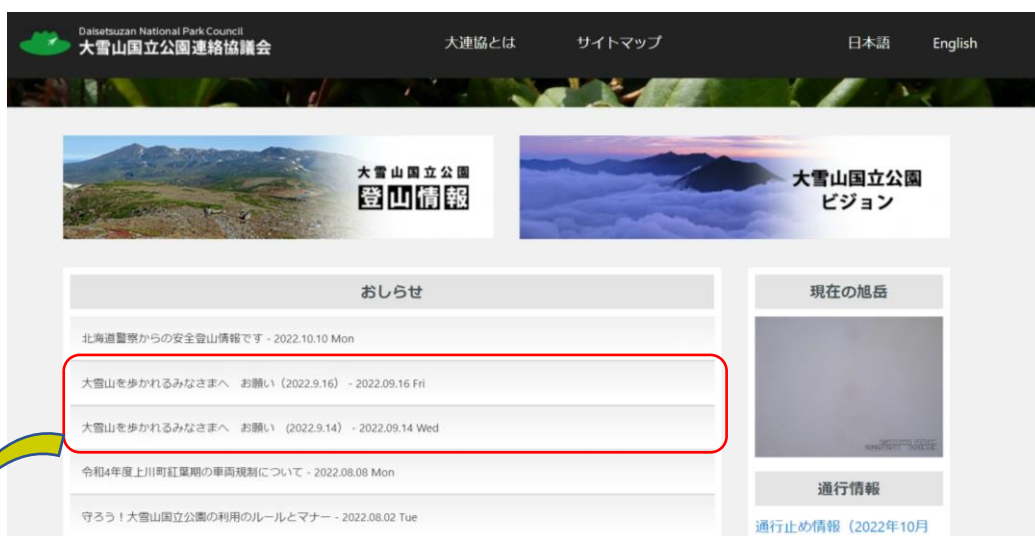 Daisetsuzan National Park Council
大雪山国立公園連絡協議会
大連協とは
サイトマップ
日本語
English
大雪山国立公園
登山情報
大雪山国立公園
ビジョン
おしらせ
北海道警察からの安全登山情報です - 2022.10.10 Mon
大雪山を歩かれるみなさまへ お願い（2022.9.16） - 2022.09.16 Fri
大雪山を歩かれるみなさまへ お願い (2022.9.14） - 2022.09.14 Wed
令和4年度上川町紅葉期の車両規制について - 2022.08.08 Mon
守ろう！大雪山国立公園の利用のルールとマナー - 2022.08.02 Tue
現在の旭岳
通行情報
通行止め情報（2022年10月